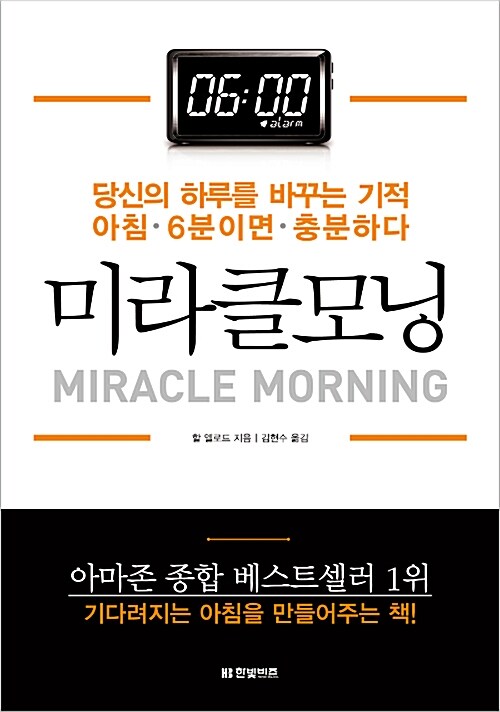 06:00
alarm
당신의 하루를 바꾸는 기적
아침·6분이면·충분하다
미라클모닝
MIRACLE MORNING
할 엘로드 지음 | 김현수 옮김
아마존 종합 베스트셀러 1위
기다려지는 아침을 만들어주는 책!
HB 한빛비즈